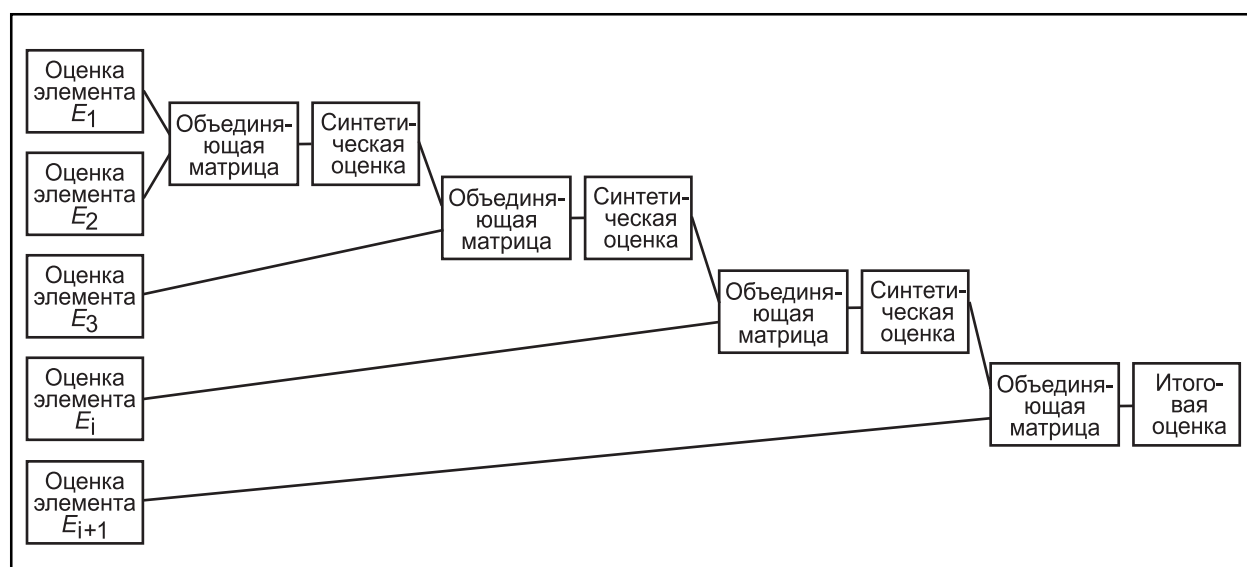 Оценка
элемента
E1
Оценка
элемента
E2
Оценка
элемента
E3
Оценка
элемента
Ei
Оценка
элемента
Ei+1
Объединя-
ющая
матрица
Синтети-
ческая
оценка
Объединя-
ющая
матрица
Синтети-
ческая
оценка
Объединя-
ющая
матрица
Синтети-
ческая
оценка
Объединя-
ющая
матрица
Итого-
вая
оценка